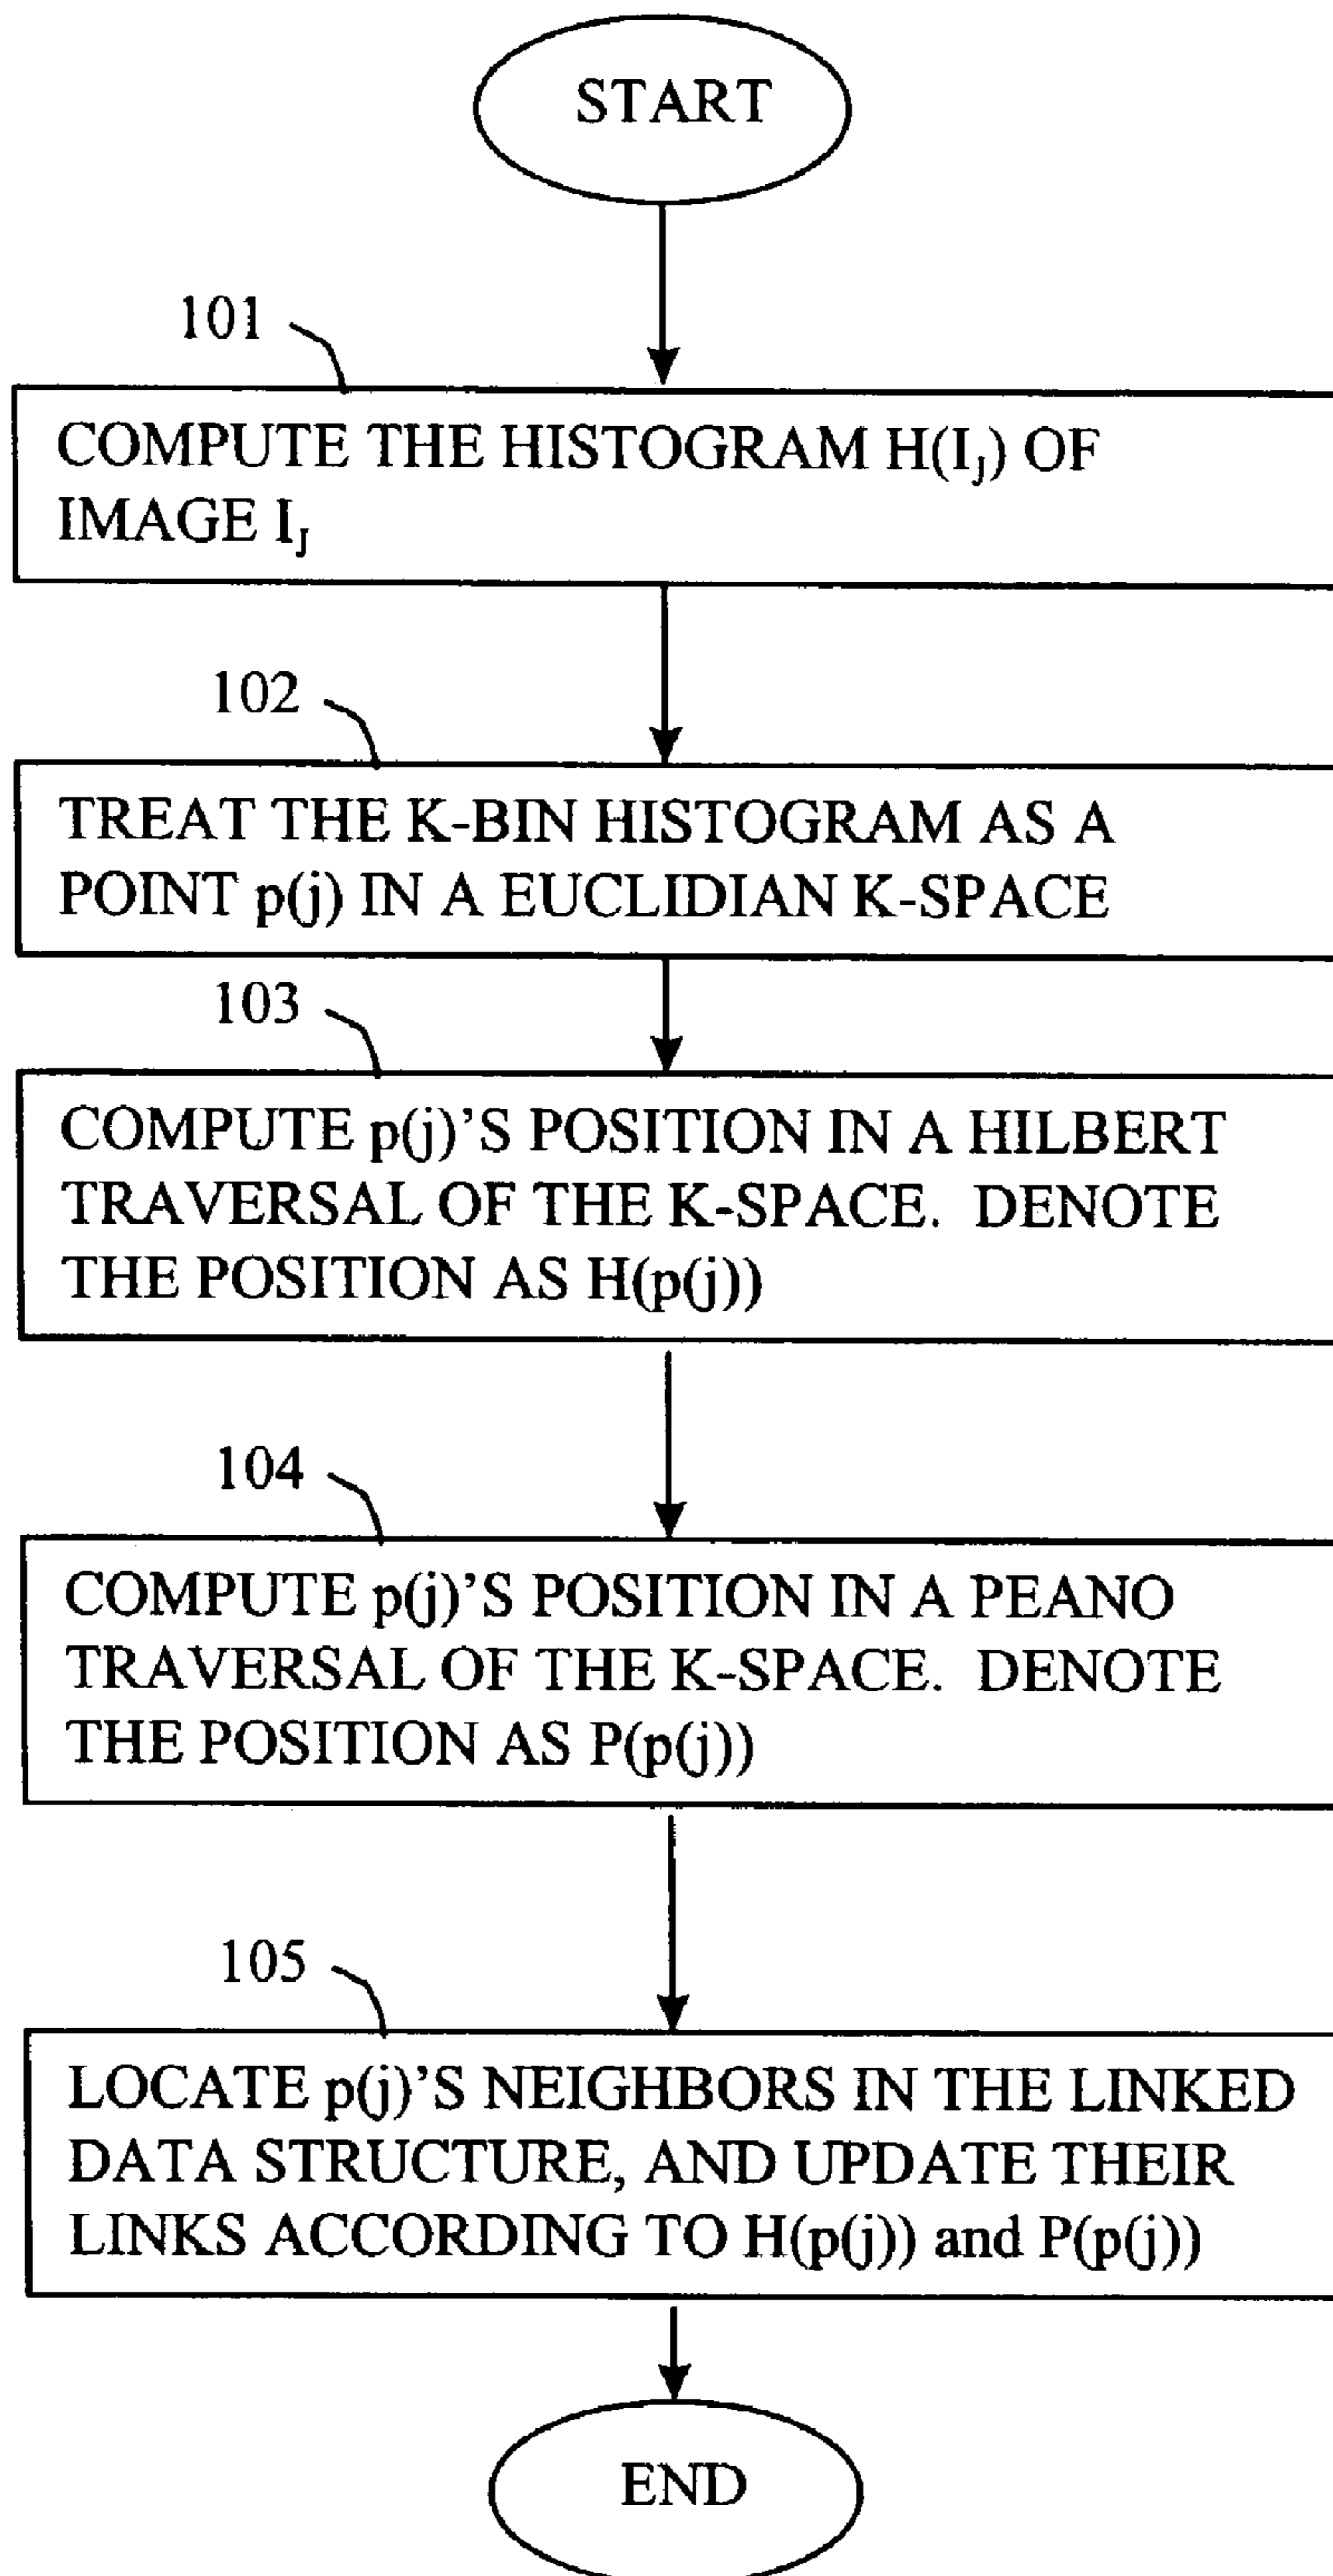 START
101
COMPUTE THE HISTOGRAM H(I_J) OF
IMAGE I_J
102
TREAT THE K-BIN HISTOGRAM AS A
POINT p(j) IN A EUCLIDIAN K-SPACE
103
COMPUTE p(j)’S POSITION IN A HILBERT
TRAVERSAL OF THE K-SPACE. DENOTE
THE POSITION AS H(p(j))
104
COMPUTE p(j)’S POSITION IN A PEANO
TRAVERSAL OF THE K-SPACE. DENOTE
THE POSITION AS P(p(j))
105
LOCATE p(j)’S NEIGHBORS IN THE LINKED
DATA STRUCTURE, AND UPDATE THEIR
LINKS ACCORDING TO H(p(j)) and P(p(j))
END